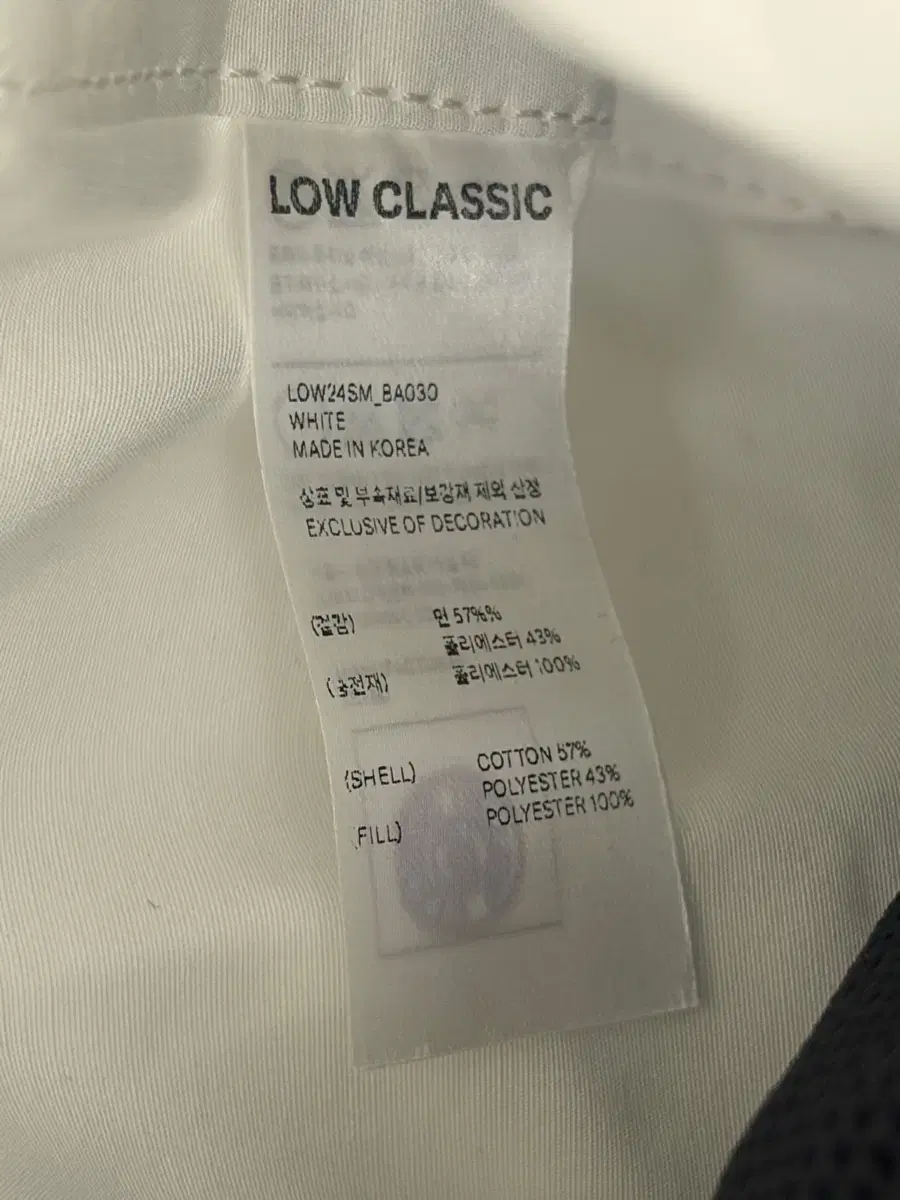 LOW CLASSIC
LOW24SM_BA030
WHITE
MADE IN KOREA
상표 및 부속재료/보강재 제외 산정
EXCLUSIVE OF DECORATION
(겉감) 면 57%%
폴리에스터 43%
(충전재) 폴리에스터 100%
(SHELL) COTTON 57%
POLYESTER 43%
(FILL) POLYESTER 100%